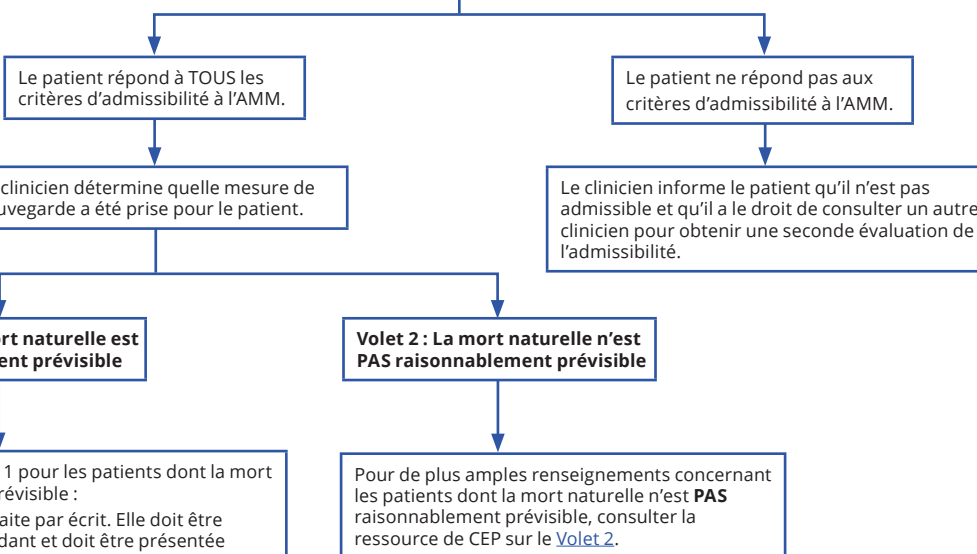 Le patient répond à TOUS les
critères d'admissibilité à l'AMM.
Le patient ne répond pas aux
critères d'admissibilité à l'AMM.
clinicien détermine quelle mesure de
uvegarde a été prise pour le patient.
Le clinicien informe le patient qu'il n'est pas
admissible et qu'il a le droit de consulter un autre
clinicien pour obtenir une seconde évaluation de
l'admissibilité.
rt naturelle est
ent prévisible
Volet 2 : La mort naturelle n'est
PAS raisonnablement prévisible
1 pour les patients dont la mort
révisible :
aite par écrit. Elle doit être
dant et doit être présentée
Pour de plus amples renseignements concernant
les patients dont la mort naturelle n'est PAS
raisonnablement prévisible, consulter la
ressource de CEP sur le Volet 2.